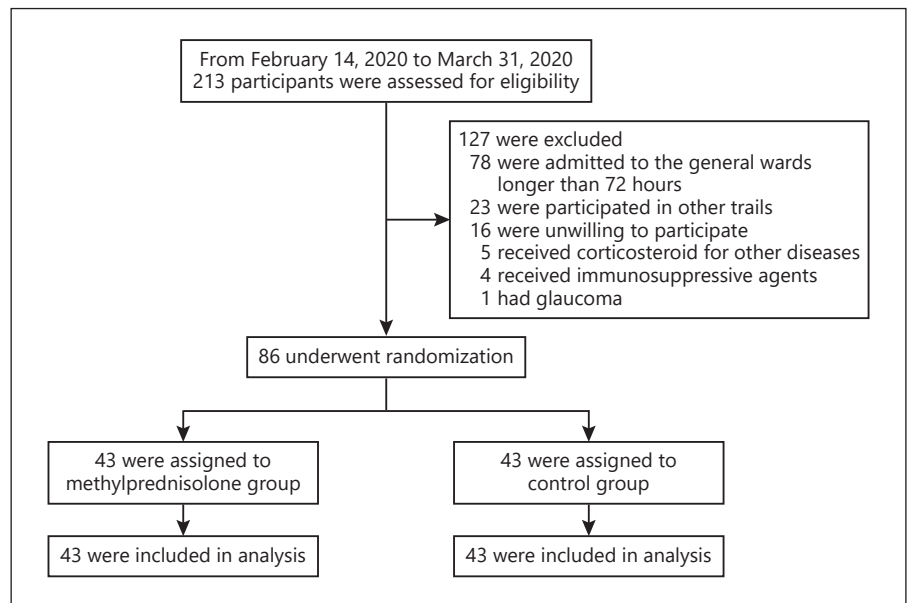 From February 14, 2020 to March 31, 2020
213 participants were assessed for eligibility
127 were excluded
78 were admitted to the general wards
longer than 72 hours
23 were participated in other trails
16 were unwilling to participate
5 received corticosteroid for other diseases
4 received immunosuppressive agents
1 had glaucoma
86 underwent randomization
43 were assigned to
methylprednisolone group
43 were assigned to
control group
43 were included in analysis
43 were included in analysis